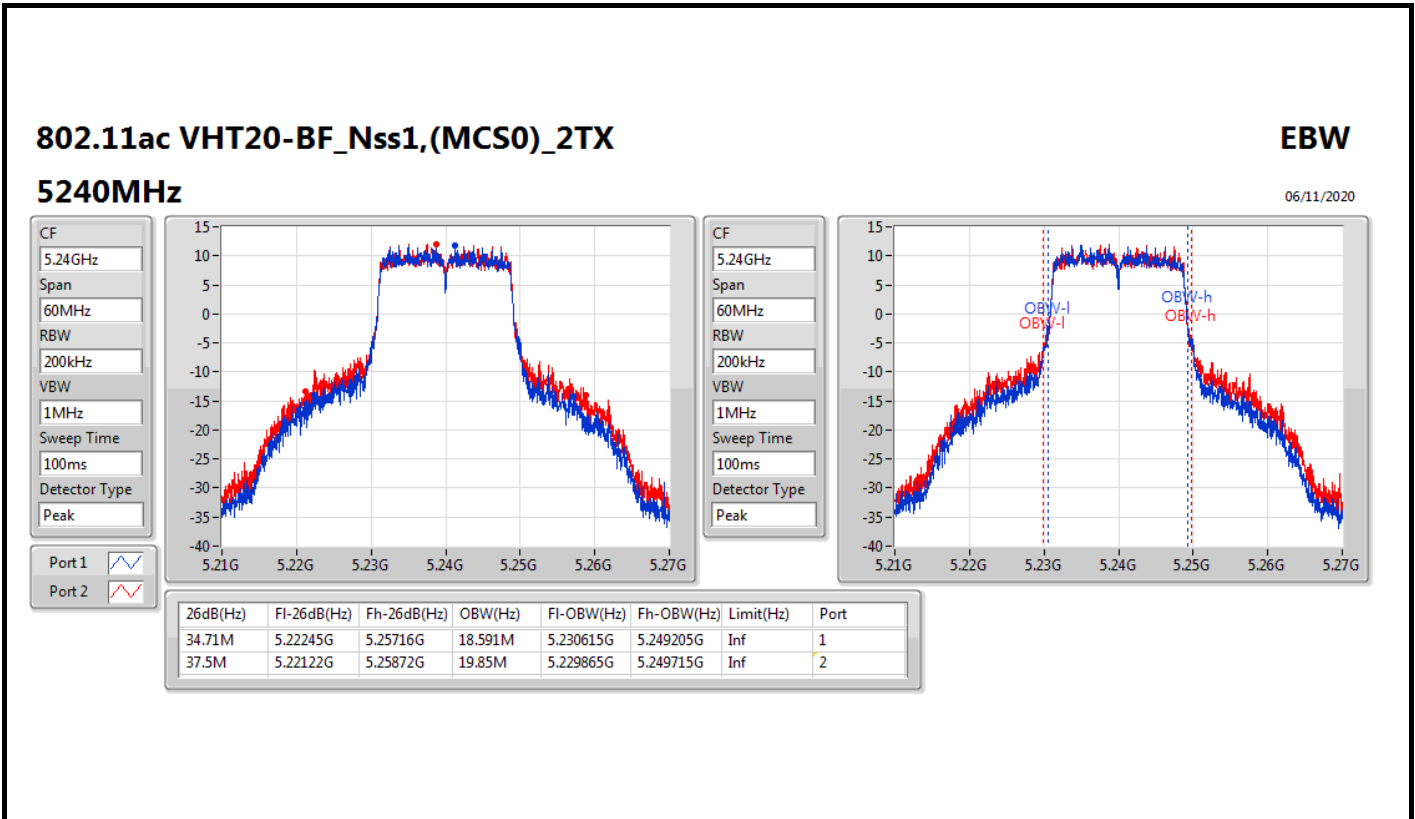 802.11ac VHT20-BF_Nss1,(MCS0)_2TX
EBW
5240MHz
06/11/2020
CF
5.24GHz
Span
60MHz
RBW
200kHz
VBW
1MHz
Sweep Time
100ms
Detector Type
Peak
Port 1
Port 2
15
10
5
0
-5
-10
-15
-20
-25
-30
-35
-40
5.21G 5.22G 5.23G 5.24G 5.25G 5.26G 5.27G
CF
5.24GHz
Span
60MHz
RBW
200kHz
VBW
1MHz
Sweep Time
100ms
Detector Type
Peak
15
10
5
0
-5
-10
-15
-20
-25
-30
-35
-40
OBW-l
OBW-l
OBW-h
OBW-h
5.21G 5.22G 5.23G 5.24G 5.25G 5.26G 5.27G
26dB(Hz) Fl-26dB(Hz) Fh-26dB(Hz) OBW(Hz) Fl-OBW(Hz) Fh-OBW(Hz) Limit(Hz) Port
34.71M 5.22245G 5.25716G 18.591M 5.230615G 5.249205G Inf 1
37.5M 5.22122G 5.25872G 19.85M 5.229865G 5.249715G Inf 2